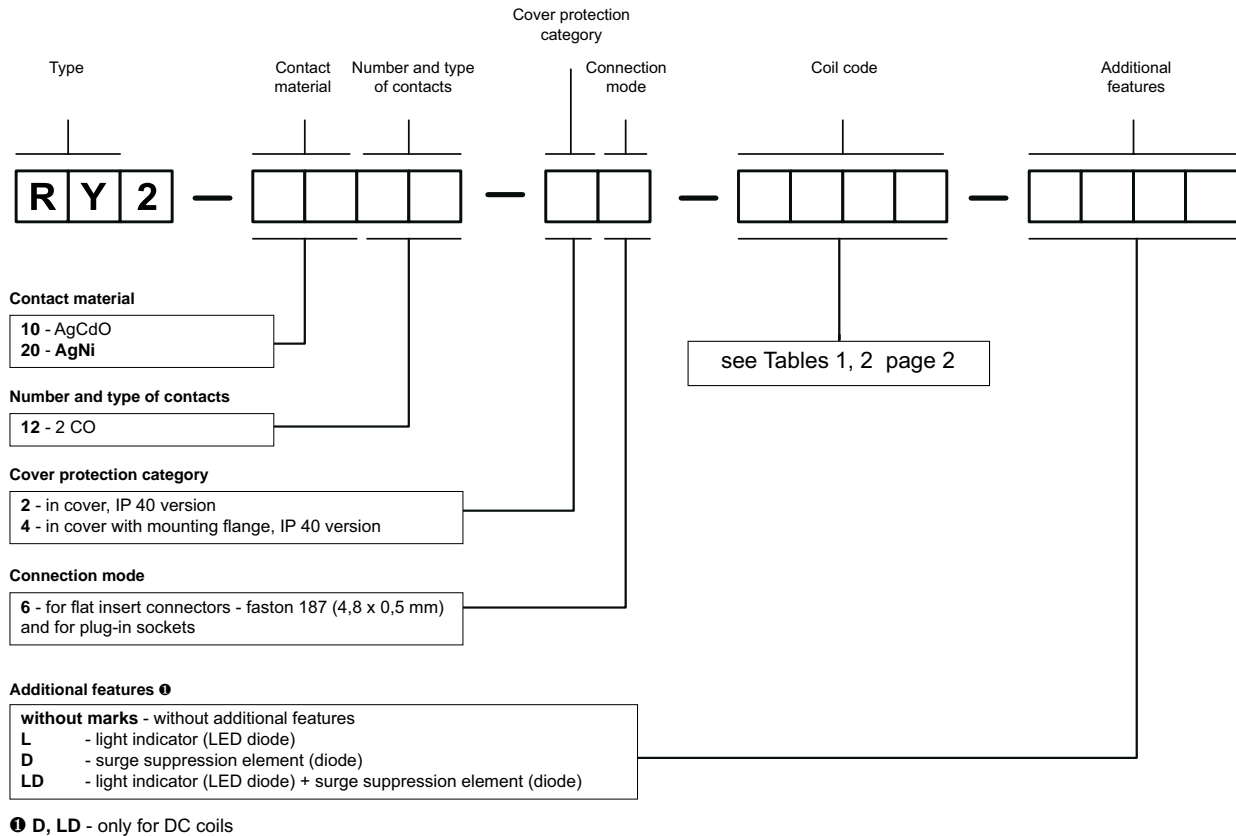 Cover protection
category
Type
Contact
material
Number and type
of contacts
Connection
mode
Coil code
Additional
features
R Y 2 — — — —
Contact material
10 - AgCdO
20 - AgNi
see Tables 1, 2 page 2
Number and type of contacts
12 - 2 CO
Cover protection category
2 - in cover, IP 40 version
4 - in cover with mounting flange, IP 40 version
Connection mode
6 - for flat insert connectors - faston 187 (4,8 x 0,5 mm)
and for plug-in sockets
Additional features ❶
without marks - without additional features
L - light indicator (LED diode)
D - surge suppression element (diode)
LD - light indicator (LED diode) + surge suppression element (diode)
❶ D, LD - only for DC coils